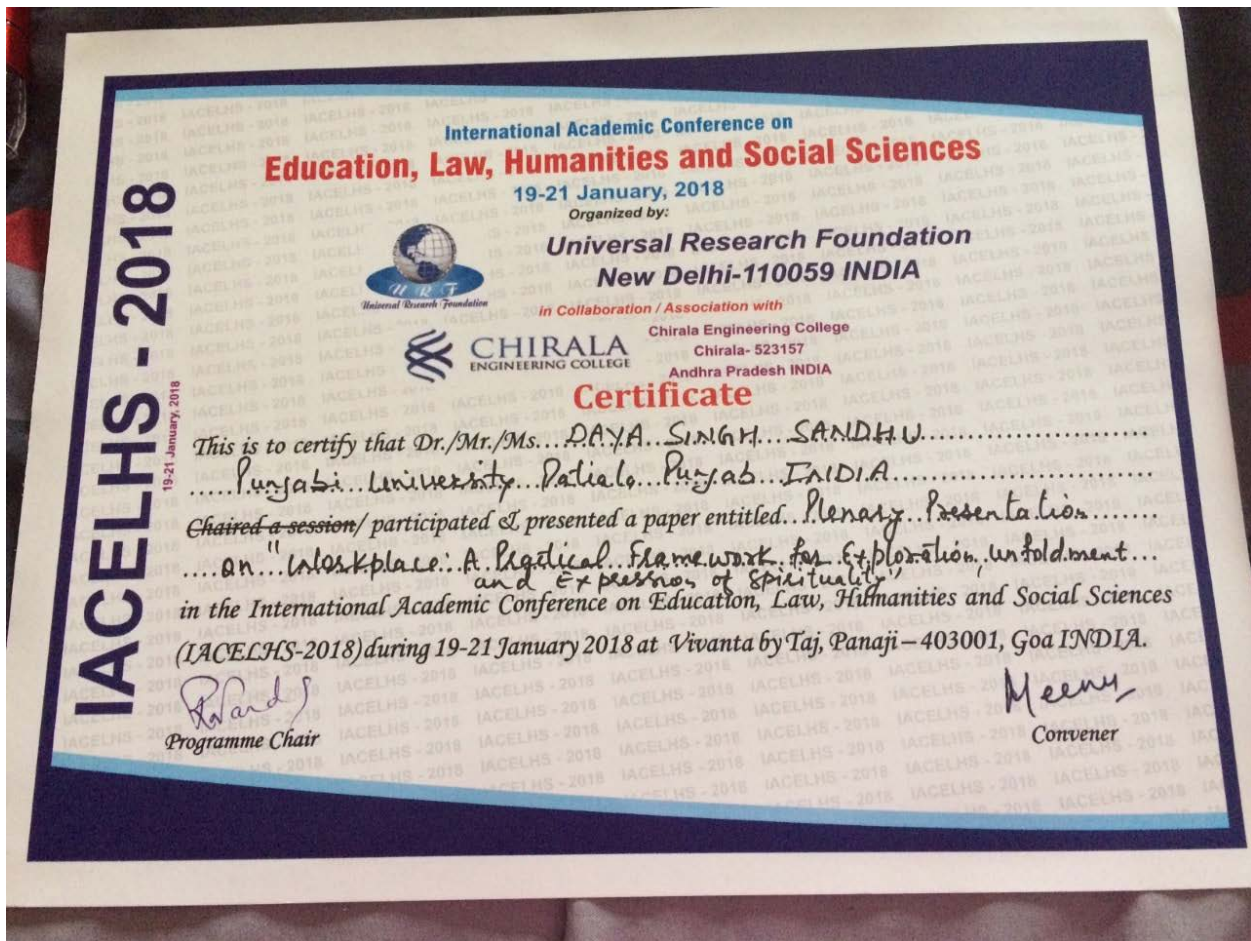 IACELHS - 2018
19-21 January, 2018
International Academic Conference on
Education, Law, Humanities and Social Sciences
19-21 January, 2018
Organized by:
Universal Research Foundation
New Delhi-110059 INDIA
U R F
Universal Research Foundation
in Collaboration / Association with
CHIRALA
ENGINEERING COLLEGE
Chirala Engineering College
Chirala- 523157
Andhra Pradesh INDIA
Certificate
This is to certify that Dr./Mr./Ms... DAYA SINGH SANDHU
Punjabi University Patiala Punjab INDIA
Chaired a session/ participated & presented a paper entitled.. Plenary Presentation
on "Workplace: A Practical Framework for Exploration, unfoldment
and Expression of Spirituality"
in the International Academic Conference on Education, Law, Humanities and Social Sciences
(IACELHS-2018)during 19-21 January 2018 at Vivanta by Taj, Panaji – 403001, Goa INDIA.
Meenu
Programme Chair
Convener